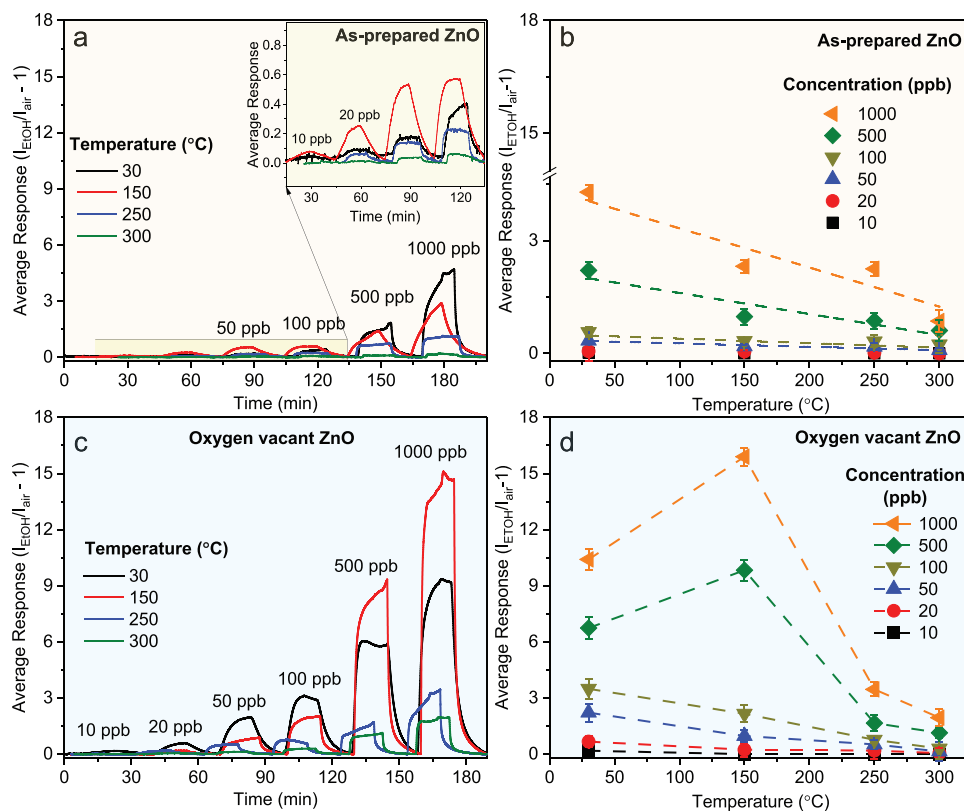 a
As-prepared ZnO
Average Response (I_EtOH/I_air - 1)
18
15
12
9
6
3
0
Temperature (°C)
30
150
250
300
Average Response
0.8
0.6
0.4
0.2
0.0
10 ppb
20 ppb
30
60
90
120
Time (min)
50 ppb
100 ppb
500 ppb
1000 ppb
0 30 60 90 120 150 180
Time (min)
b
As-prepared ZnO
Average Response (I_ETOH/I_air - 1)
18
15
3
0
Concentration (ppb)
1000
500
100
50
20
10
0 50 100 150 200 250 300
Temperature (°C)
c
Oxygen vacant ZnO
Average Response (I_EtOH/I_air - 1)
18
15
12
9
6
3
0
Temperature (°C)
30
150
250
300
10 ppb
20 ppb
50 ppb
100 ppb
500 ppb
1000 ppb
0 30 60 90 120 150 180
Time (min)
d
Oxygen vacant ZnO
Average Response (I_ETOH/I_air - 1)
18
15
12
9
6
3
0
Concentration
(ppb)
1000
500
100
50
20
10
0 50 100 150 200 250 300
Temperature (°C)